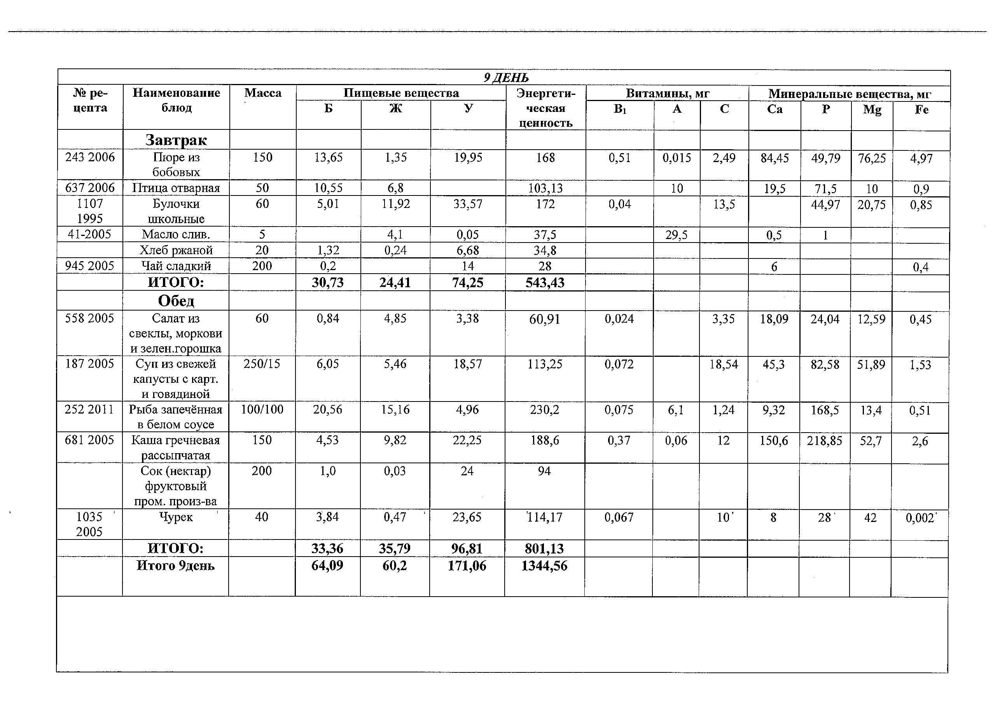 9 ДЕНЬ
№ ре- Наименование Масса Пищевые вещества Энергети- Витамины, мг Минеральные вещества, мг
цепта блюд Б Ж У ческая B1 А С Ca P Mg Fe
ценность
Завтрак
243 2006 Пюре из 150 13,65 1,35 19,95 168 0,51 0,015 2,49 84,45 49,79 76,25 4,97
бобовых
637 2006 Птица отварная 50 10,55 6,8 103,13 10 19,5 71,5 10 0,9
1107 Булочки 60 5,01 11,92 33,57 172 0,04 13,5 44,97 20,75 0,85
1995 школьные
41-2005 Масло слив. 5 4,1 0,05 37,5 29,5 0,5 1
Хлеб ржаной 20 1,32 0,24 6,68 34,8
945 2005 Чай сладкий 200 0,2 14 28 6 0,4
ИТОГО: 30,73 24,41 74,25 543,43
Обед
558 2005 Салат из 60 0,84 4,85 3,38 60,91 0,024 3,35 18,09 24,04 12,59 0,45
свеклы, моркови
и зелен.горошка
187 2005 Суп из свежей 250/15 6,05 5,46 18,57 113,25 0,072 18,54 45,3 82,58 51,89 1,53
капусты с карт.
и говядиной
252 2011 Рыба запечённая 100/100 20,56 15,16 4,96 230,2 0,075 6,1 1,24 9,32 168,5 13,4 0,51
в белом соусе
681 2005 Каша гречневая 150 4,53 9,82 22,25 188,6 0,37 0,06 12 150,6 218,85 52,7 2,6
рассыпчатая
Сок (нектар) 200 1,0 0,03 24 94
фруктовый
пром. произ-ва
1035 Чурек 40 3,84 0,47 23,65 114,17 0,067 10 8 28 42 0,002
2005
ИТОГО: 33,36 35,79 96,81 801,13
Итого 9день 64,09 60,2 171,06 1344,56